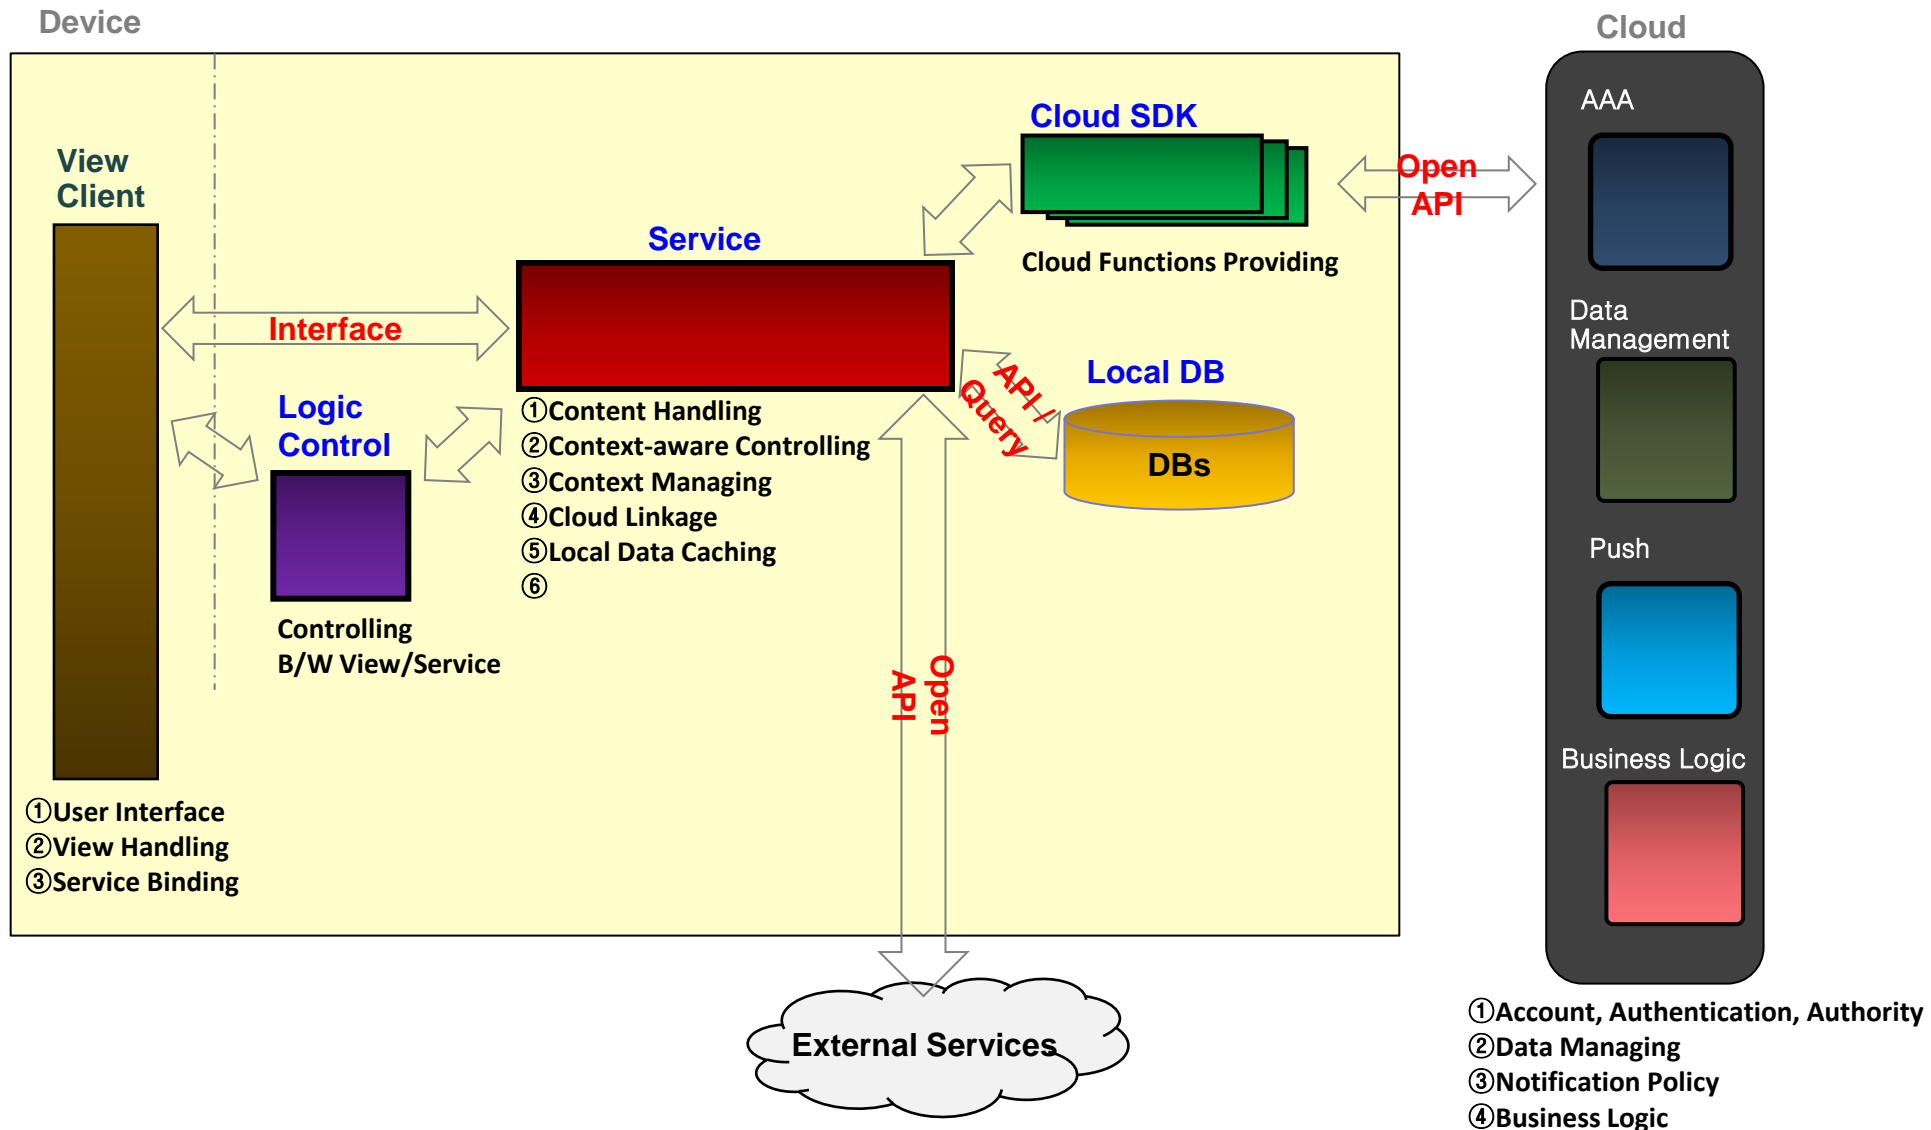 Device
Cloud
View
Client
Logic
Control
Controlling
B/W View/Service
Interface
Service
①Content Handling
②Context-aware Controlling
③Context Managing
④Cloud Linkage
⑤Local Data Caching
⑥
Cloud SDK
Cloud Functions Providing
Open
API
Local DB
API /
Query
DBs
Open
API
①User Interface
②View Handling
③Service Binding
External Services
AAA
Data
Management
Push
Business Logic
①Account, Authentication, Authority
②Data Managing
③Notification Policy
④Business Logic